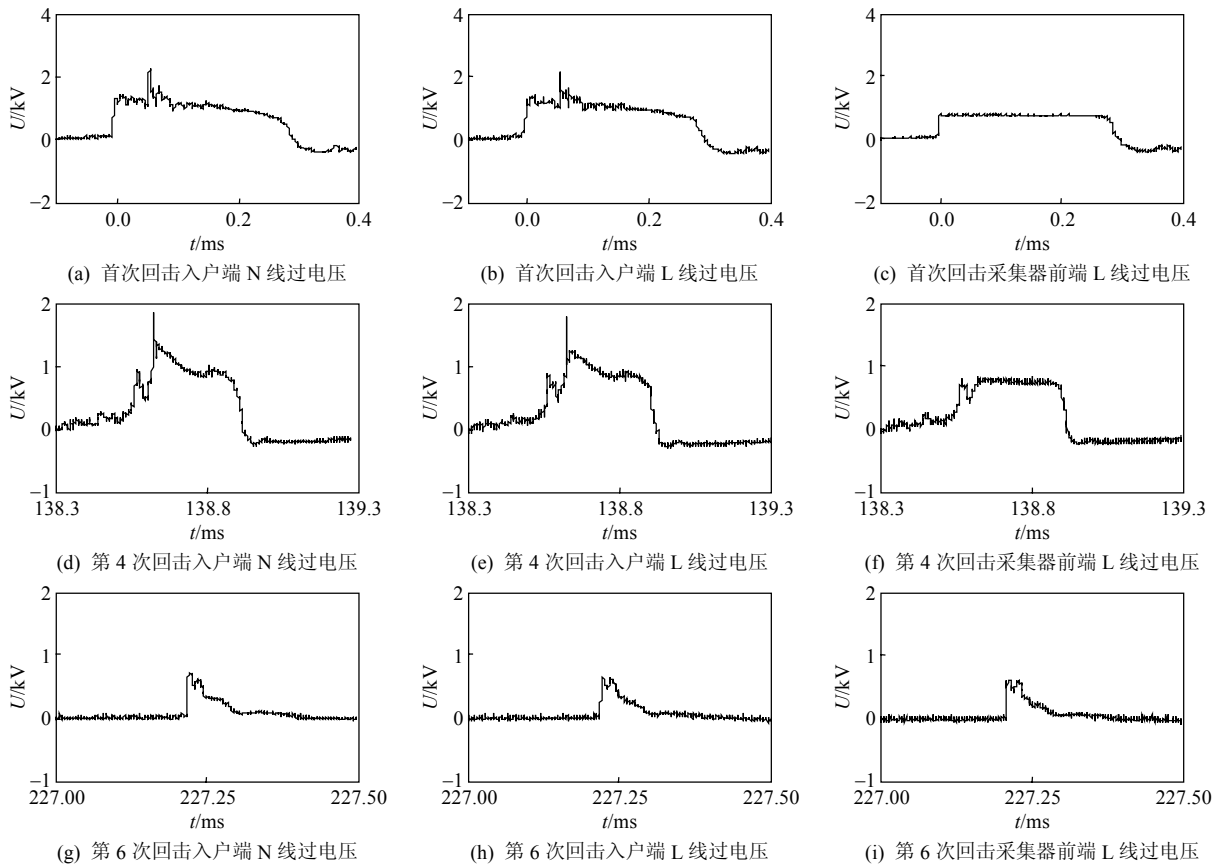 4
2
0
−2
U/kV
0.0
0.2
0.4
t/ms
(a) 首次回击入户端 N 线过电压
4
2
0
−2
U/kV
0.0
0.2
0.4
t/ms
(b) 首次回击入户端 L 线过电压
4
2
0
−2
U/kV
0.0
0.2
0.4
t/ms
(c) 首次回击采集器前端 L 线过电压
2
1
0
−1
U/kV
138.3
138.8
139.3
t/ms
(d) 第 4 次回击入户端 N 线过电压
2
1
0
−1
U/kV
138.3
138.8
139.3
t/ms
(e) 第 4 次回击入户端 L 线过电压
2
1
0
−1
U/kV
138.3
138.8
139.3
t/ms
(f) 第 4 次回击采集器前端 L 线过电压
2
1
0
−1
U/kV
227.00
227.25
227.50
t/ms
(g) 第 6 次回击入户端 N 线过电压
2
1
0
−1
U/kV
227.00
227.25
227.50
t/ms
(h) 第 6 次回击入户端 L 线过电压
2
1
0
−1
U/kV
227.00
227.25
227.50
t/ms
(i) 第 6 次回击采集器前端 L 线过电压